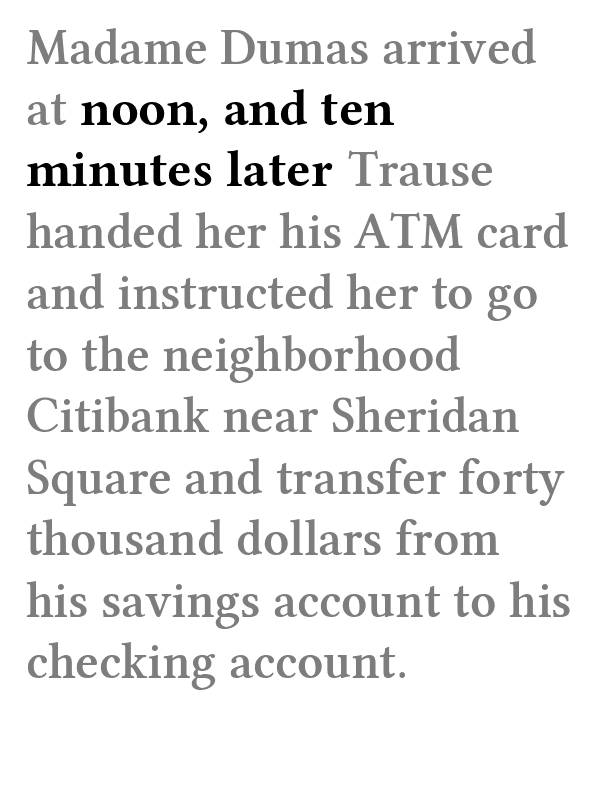 Madame Dumas arrived
at noon, and ten
minutes later Trause
handed her his ATM card
and instructed her to go
to the neighborhood
Citibank near Sheridan
Square and transfer forty
thousand dollars from
his savings account to his
checking account.